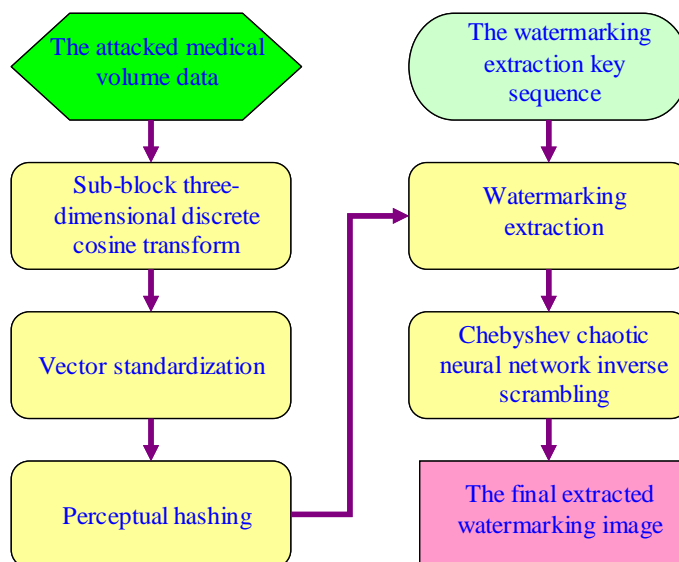 The attacked medical
volume data
Sub-block three-
dimensional discrete
cosine transform
Vector standardization
Perceptual hashing
The watermarking
extraction key
sequence
Watermarking
extraction
Chebyshev chaotic
neural network inverse
scrambling
The final extracted
watermarking image